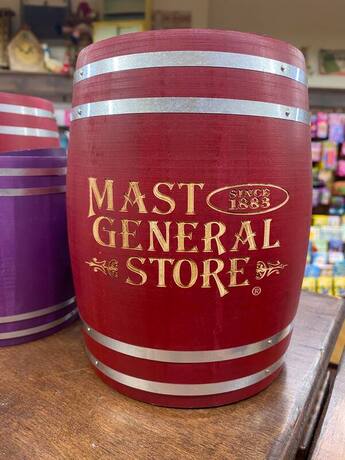 MAST
SINCE
1883
GENERAL
STORE
®